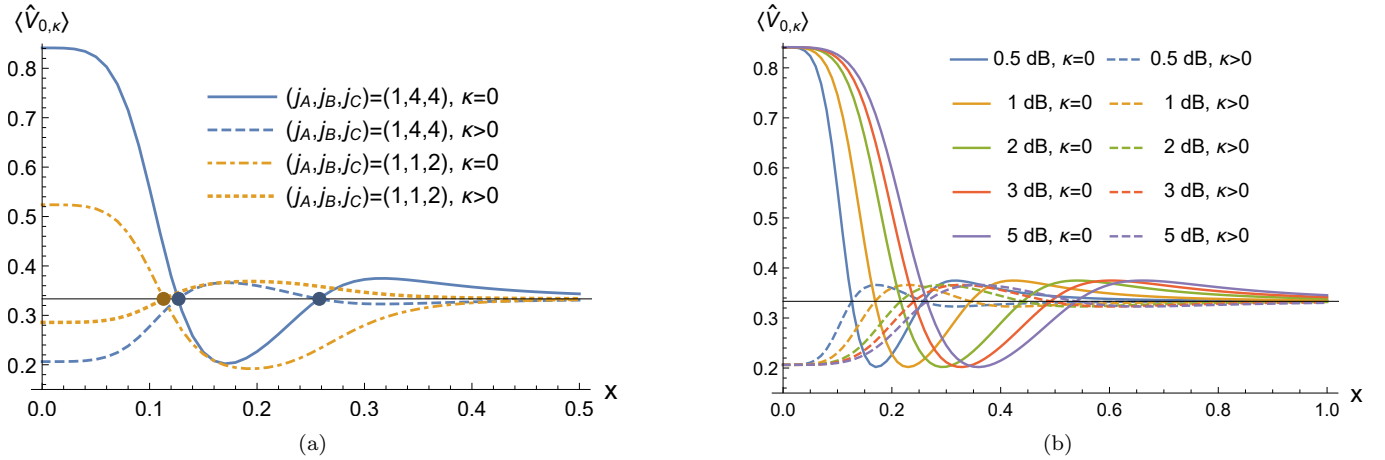 ⟨V̂0,κ⟩
0.8
0.7
0.6
0.5
0.4
0.3
0.2
0.0 0.1 0.2 0.3 0.4 0.5
x
(jA,jB,jC)=(1,4,4), κ=0
(jA,jB,jC)=(1,4,4), κ>0
(jA,jB,jC)=(1,1,2), κ=0
(jA,jB,jC)=(1,1,2), κ>0
(a)
⟨V̂0,κ⟩
0.8
0.7
0.6
0.5
0.4
0.3
0.2
0.0 0.2 0.4 0.6 0.8 1.0
x
0.5 dB, κ=0 0.5 dB, κ>0
1 dB, κ=0 1 dB, κ>0
2 dB, κ=0 2 dB, κ>0
3 dB, κ=0 3 dB, κ>0
5 dB, κ=0 5 dB, κ>0
(b)